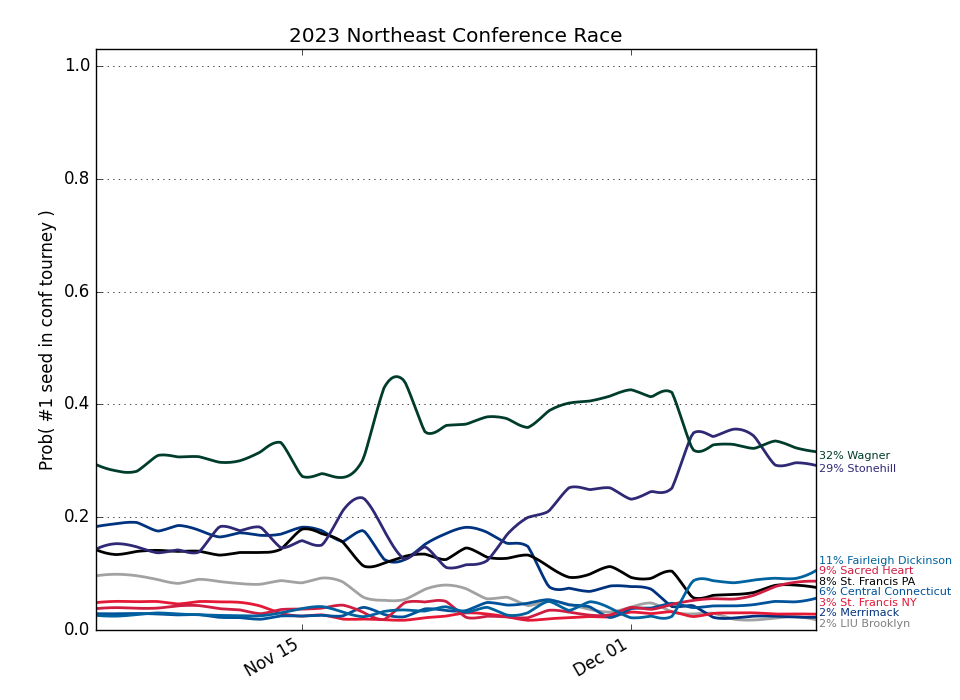 2023 Northeast Conference Race
Prob( #1 seed in conf tourney )
1.0
0.8
0.6
0.4
0.2
0.0
Nov 15
Dec 01
32% Wagner
29% Stonehill
11% Fairleigh Dickinson
9% Sacred Heart
8% St. Francis PA
6% Central Connecticut
3% St. Francis NY
2% Merrimack
2% LIU Brooklyn